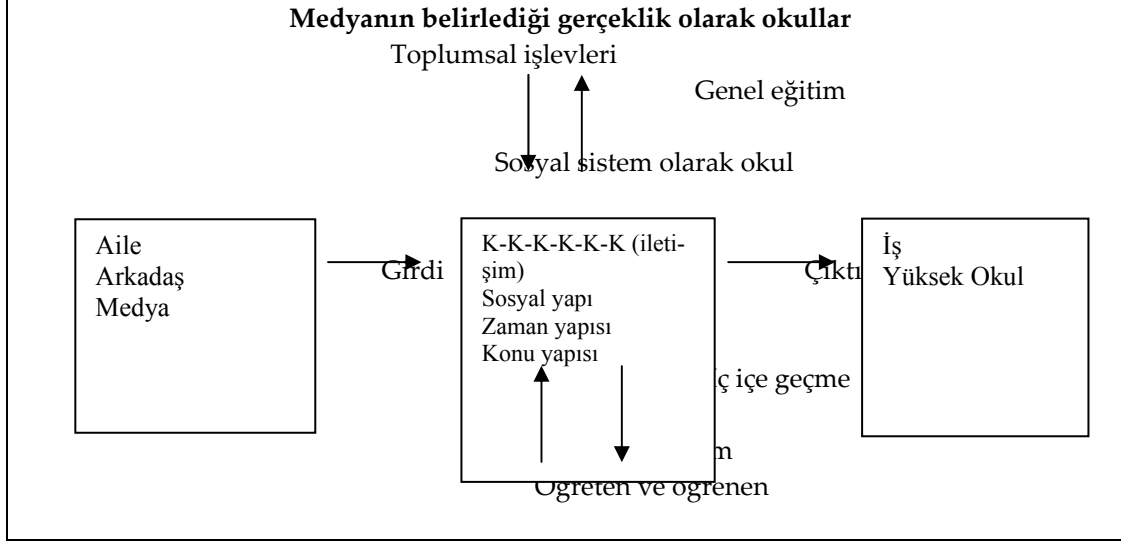 Medyanın belirlediği gerçeklik olarak okullar
Toplumsal işlevleri
Genel eğitim
Sosyal sistem olarak okul
Aile
Arkadaş
Medya
Girdi
K-K-K-K-K-K (ileti-
şim)
Sosyal yapı
Zaman yapısı
Konu yapısı
Çıktı
İş
Yüksek Okul
içe geçme
Öğreten ve öğrenen